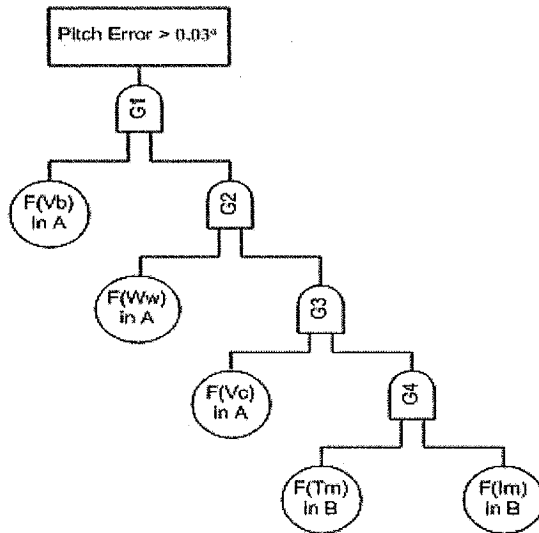 Pitch Error > 0.03°
G1
F(Vb)
in A
G2
F(Ww)
in A
G3
F(Vc)
in A
G4
F(Tm)
in B
F(Im)
in B